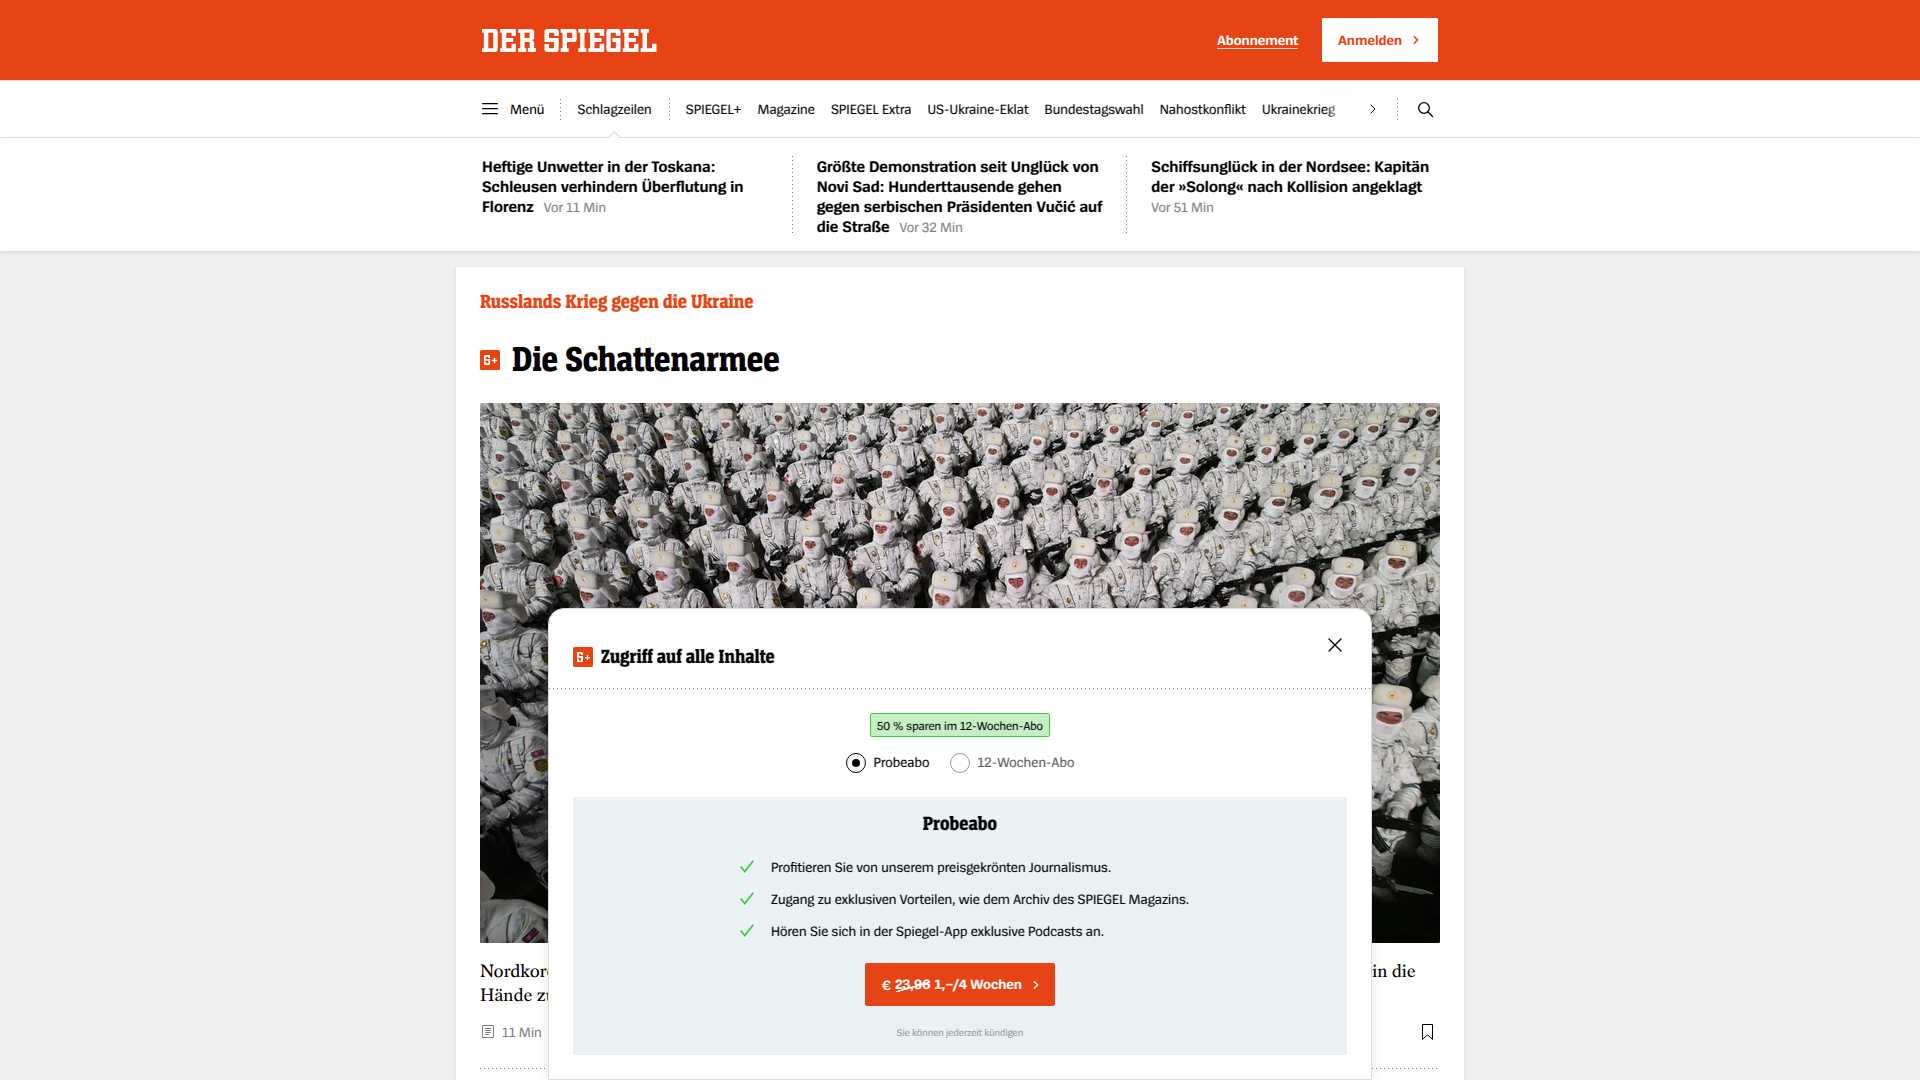 DER SPIEGEL
Abonnement
Anmelden
Menü
Schlagzeilen
SPIEGEL+
Magazine
SPIEGEL Extra
US-Ukraine-Eklat
Bundestagswahl
Nahostkonflikt
Ukrainekrieg
Heftige Unwetter in der Toskana:
Schleusen verhindern Überflutung in
Florenz Vor 11 Min
Größte Demonstration seit Unglück von
Novi Sad: Hunderttausende gehen
gegen serbischen Präsidenten Vučić auf
die Straße Vor 32 Min
Schiffsunglück in der Nordsee: Kapitän
der »Solong« nach Kollision angeklagt
Vor 51 Min
Russlands Krieg gegen die Ukraine
S+ Die Schattenarmee
S+ Zugriff auf alle Inhalte
50 % sparen im 12-Wochen-Abo
Probeabo
12-Wochen-Abo
Probeabo
Profitieren Sie von unserem preisgekrönten Journalismus.
Zugang zu exklusiven Vorteilen, wie dem Archiv des SPIEGEL Magazins.
Hören Sie sich in der Spiegel-App exklusive Podcasts an.
€ 23,96 1,–/4 Wochen
Sie können jederzeit kündigen
in die
Hände
11 Min